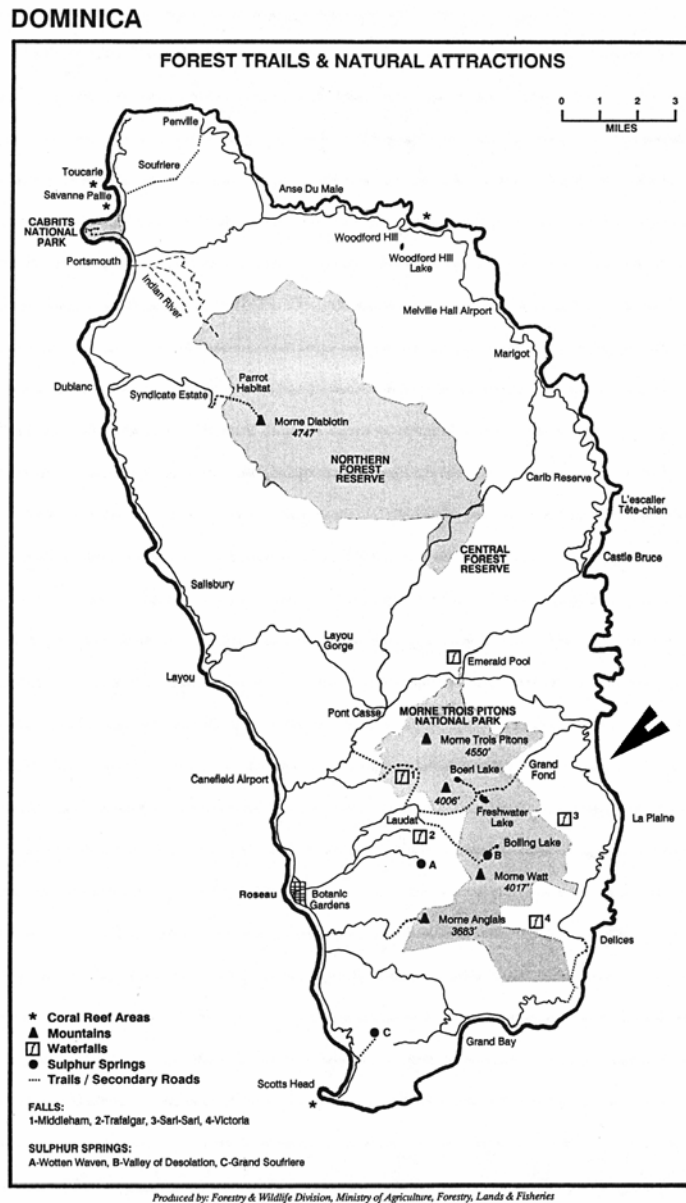 DOMINICA
FOREST TRAILS & NATURAL ATTRACTIONS
0 1 2 3
MILES
Penville
Soufriere
Toucarie
Savanne Paille
CABRITS
NATIONAL
PARK
Portsmouth
Indian River
Anse Du Male
Woodford Hill
Woodford Hill
Lake
Melville Hall Airport
Marigot
Dublanc
Syndicate Estate
Parrot
Habitat
Morne Diablotin
4747'
NORTHERN
FOREST
RESERVE
Carib Reserve
L'escalier
Tête-chien
CENTRAL
FOREST
RESERVE
Castle Bruce
Salisbury
Layou
Gorge
Emerald Pool
Layou
Pont Casse
MORNE TROIS PITONS
NATIONAL PARK
Morne Trois Pitons
4550'
Boeri Lake
Grand
Fond
Canefield Airport
1
4006'
Freshwater
Lake
La Plaine
Laudat
2
3
Boiling Lake
A
B
Morne Watt
4017'
Roseau
Botanic
Gardens
Morne Anglais
3683'
4
Delices
Grand Bay
C
Scotts Head
* Coral Reef Areas
Mountains
Waterfalls
Sulphur Springs
Trails / Secondary Roads
FALLS:
1-Middleham, 2-Trafalgar, 3-Sari-Sari, 4-Victoria
SULPHUR SPRINGS:
A-Wotten Waven, B-Valley of Desolation, C-Grand Soufriere
Produced by: Forestry & Wildlife Division, Ministry of Agriculture, Forestry, Lands & Fisheries